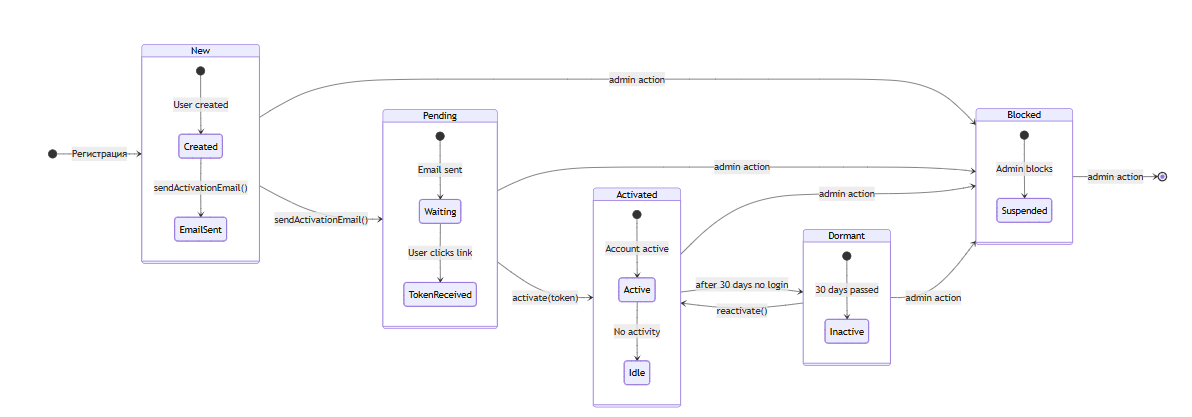 New
User created
Created
sendActivationEmail()
EmailSent
Регистрация
sendActivationEmail()
Pending
Email sent
Waiting
User clicks link
TokenReceived
activate(token)
Activated
Account active
Active
No activity
Idle
after 30 days no login
reactivate()
Dormant
30 days passed
Inactive
admin action
admin action
admin action
admin action
Blocked
Admin blocks
Suspended
admin action